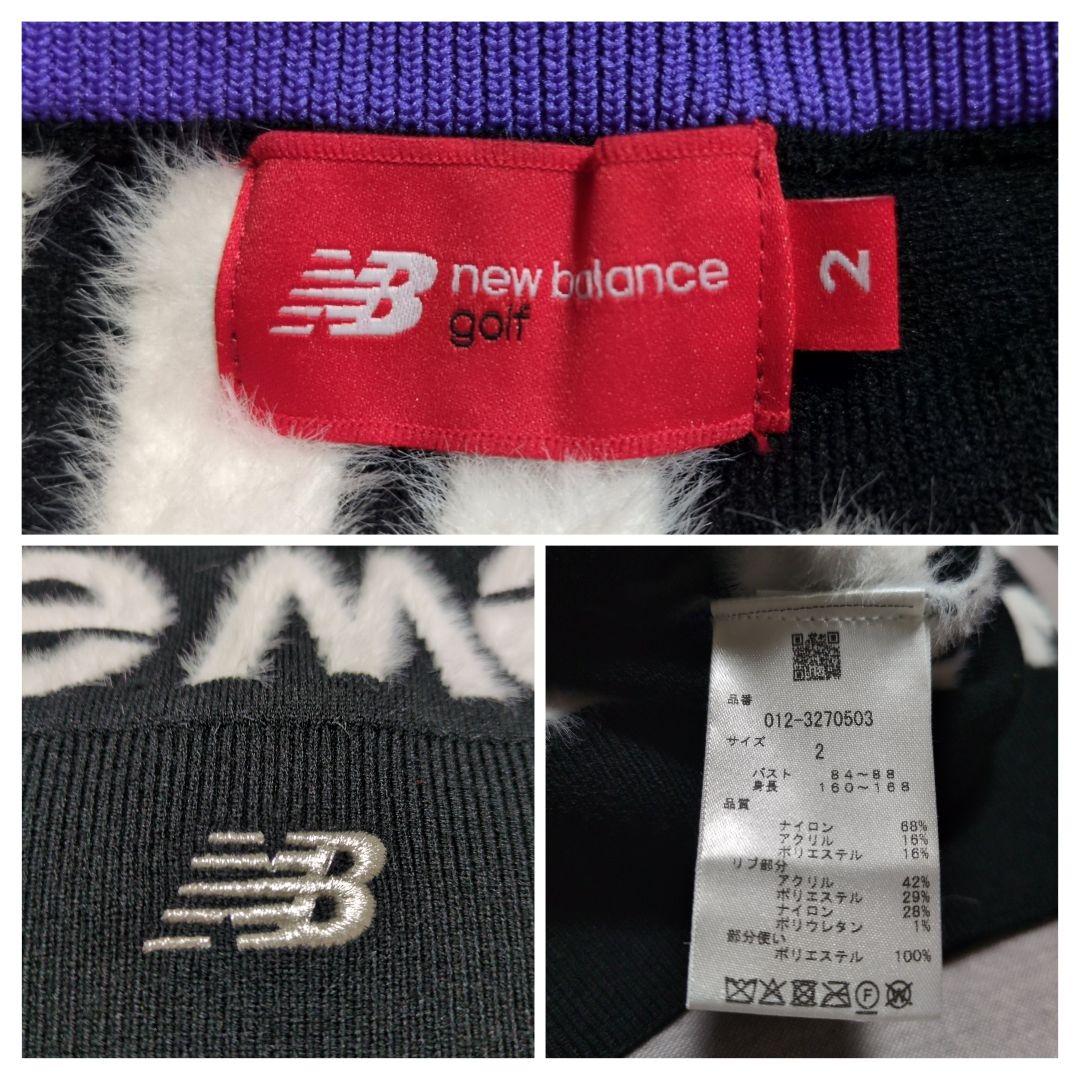 NB new balance
golf
2
ew
NB
品番
012-3270503
サイズ
2
バスト 84～88
身長 160～168
品質
ナイロン 68%
アクリル 16%
ポリエステル 16%
リブ部分
アクリル 42%
ポリエステル 29%
ナイロン 28%
ポリウレタン 1%
部分使い
ポリエステル 100%
F
W